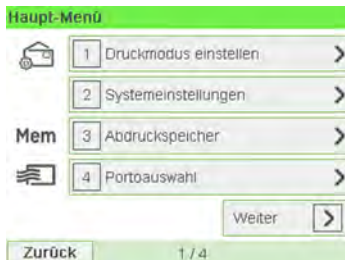 Haupt-Menü
1 Druckmodus einstellen
2 Systemeinstellungen
Mem 3 Abdruckspeicher
4 Portoauswahl
Weiter
Zurück 1/4